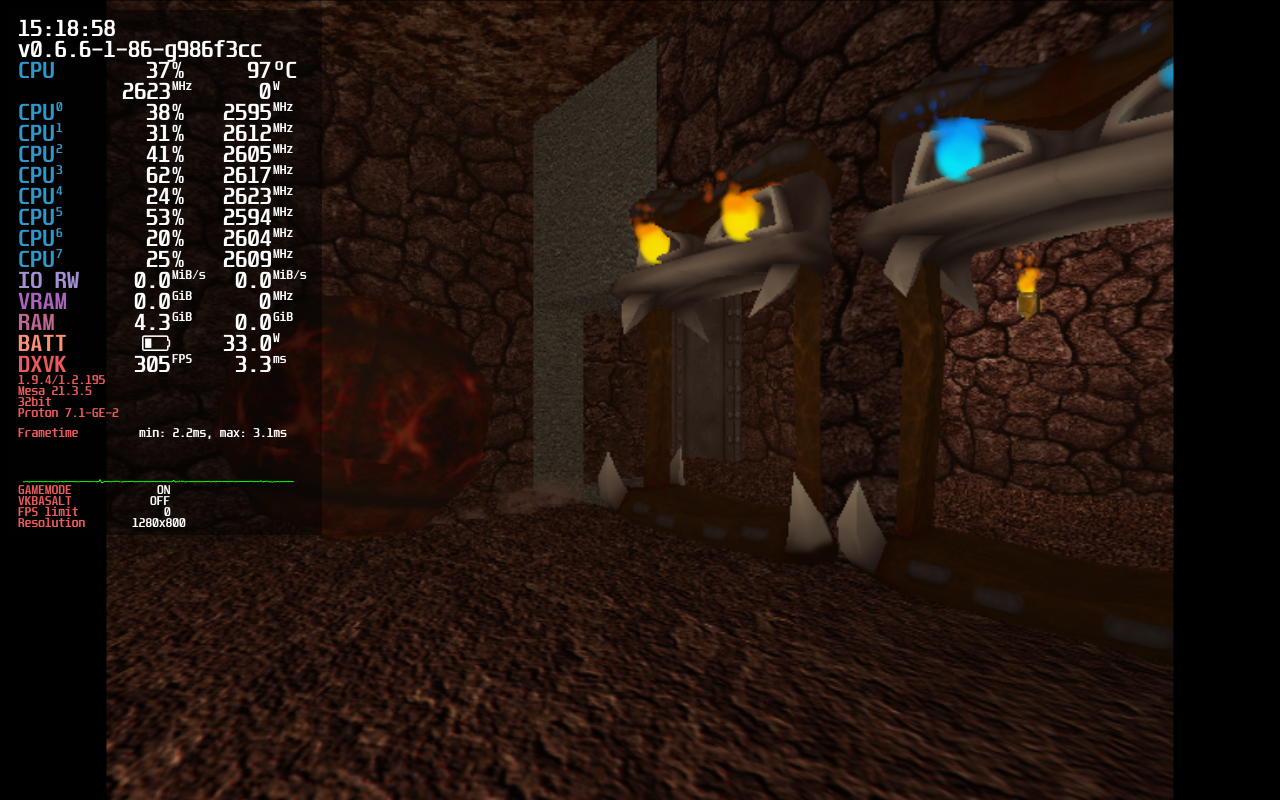 15:18:58
v0.6.6-1-86-g986f3cc
CPU 37% 97°C
2623MHz 0W
CPU0 38% 2595MHz
CPU1 31% 2612MHz
CPU2 41% 2605MHz
CPU3 62% 2617MHz
CPU4 24% 2623MHz
CPU5 53% 2594MHz
CPU6 20% 2604MHz
CPU7 25% 2609MHz
IO RW 0.0MiB/s 0.0MiB/s
VRAM 0.0GiB 0MHz
RAM 4.3GiB 0.0GiB
BATT 33.0W
DXVK 305FPS 3.3ms
1.9.4/1.2.195
Mesa 21.3.5
32bit
Proton 7.1-GE-2
Frametime min: 2.2ms, max: 3.1ms
GAMEMODE ON
VKBASALT OFF
FPS limit 0
Resolution 1280x800